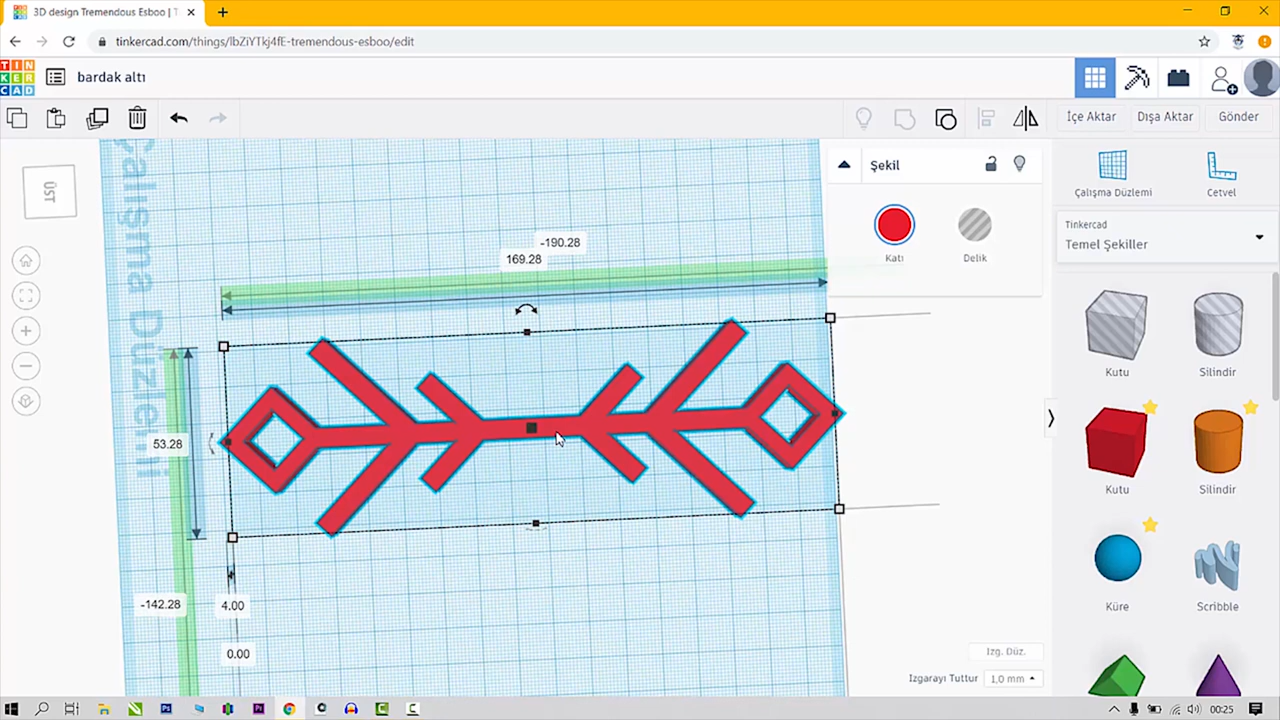 3D design Tremendous Esboo | T
tinkercad.com/things/lbZiYTkj4fE-tremendous-esboo/edit
TIN
KER
CAD
bardak altı
İçe Aktar
Dışa Aktar
Gönder
ÜST
Çalışma Düzlemi
Şekil
Katı
Delik
Çalışma Düzlemi
Cetvel
Tinkercad
Temel Şekiller
-190.28
169.28
53.28
-142.28
4.00
0.00
Kutu
Silindir
Kutu
Silindir
Küre
Scribble
Izg. Düz.
Izgarayı Tuttur
1,0 mm
00:25